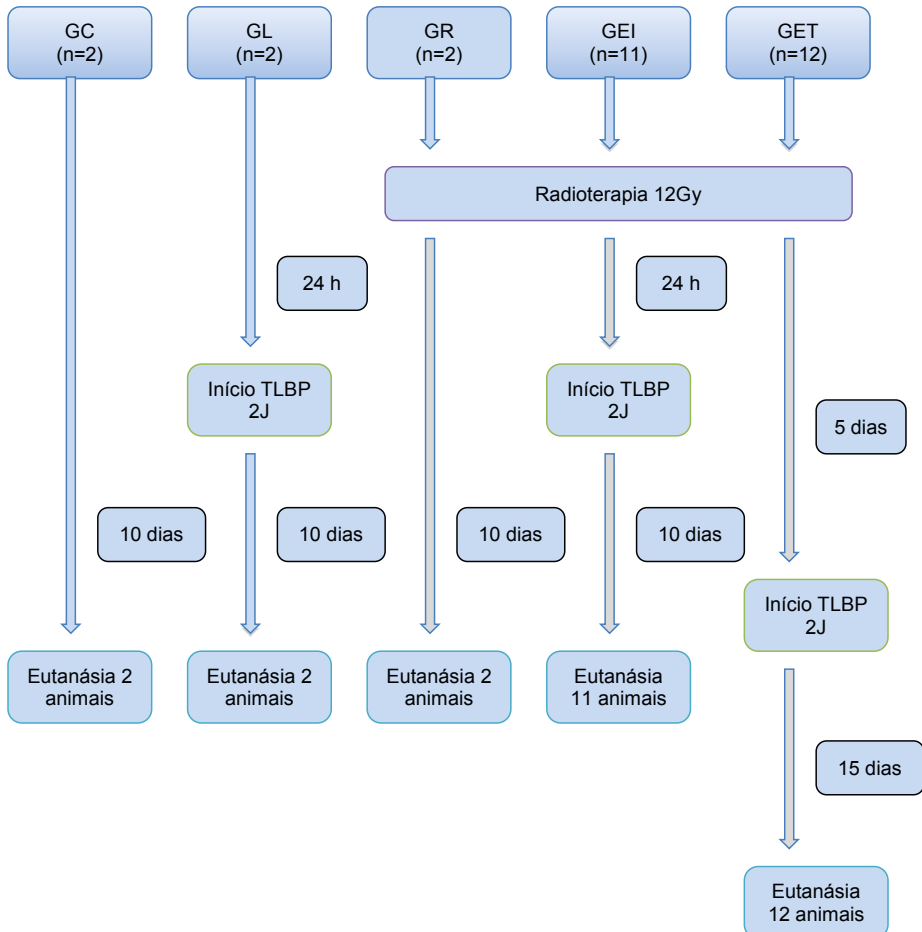 GC
(n=2)
GL
(n=2)
GR
(n=2)
GEI
(n=11)
GET
(n=12)
Radioterapia 12Gy
24 h
24 h
Início TLBP
2J
Início TLBP
2J
5 dias
10 dias
10 dias
10 dias
10 dias
Início TLBP
2J
Eutanásia 2
animais
Eutanásia 2
animais
Eutanásia 2
animais
Eutanásia
11 animais
15 dias
Eutanásia
12 animais